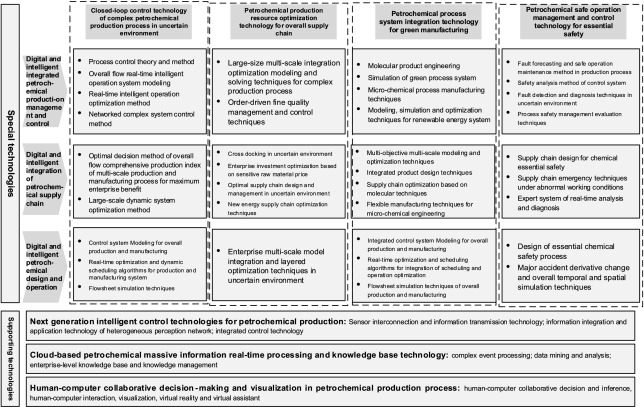 Closed-loop control technology
of complex petrochemical
production process in uncertain
environment
Petrochemical production
resource optimization
technology for overall supply
chain
Petrochemical process
system integration technology
for green manufacturing
Petrochemical safe operation
management and control
technology for essential
safety
Special technologies
Digital and
intelligent
integrated
petroch-
emical
producti-on
manageme
nt and
control
• Process control theory and method
• Overall flow real-time intelligent
operation system modeling
• Real-time intelligent operation
optimization method
• Networked complex system control
method
• Large-size multi-scale integration
optimization modeling and
solving techniques for complex
production process
• Order-driven fine quality
management and control
techniques
• Molecular product engineering
• Simulation of green process system
• Micro-chemical process manufacturing
techniques
• Modeling, simulation and optimization
techniques for renewable energy system
• Fault forecasting and safe operation
maintenance method in production process
• Safety analysis method of control system
• Fault detection and diagnosis techniques in
uncertain environment
• Process safety management evaluation
techniques
Digital and
intelligent
integration
of
petrochem-
ical supply
chain
• Optimal decision method of overall
flow comprehensive production index
of multi-scale production and
manufacturing process for maximum
enterprise benefit
• Large-scale dynamic system
optimization method
• Cross docking in uncertain environment
• Enterprise investment optimization based
on sensitive raw material price
• Optimal supply chain design and
management in uncertain environment
• New energy supply chain optimization
techniques
• Multi-objective multi-scale modeling and
optimization techniques
• Integrated product design techniques
• Supply chain optimization based on
molecular techniques
• Flexible manufacturing techniques for
micro-chemical engineering
• Supply chain design for chemical
essential safety
• Supply chain emergency techniques
under abnormal working conditions
• Expert system of real-time analysis
and diagnosis
Digital and
intelligent
petroch-
emical
design and
operation
• Control system Modeling for overall
production and manufacturing
• Real-time optimization and dynamic
scheduling algorithms for production and
manufacturing system
• Flowsheet simulation techniques
• Enterprise multi-scale model
integration and layered
optimization techniques in
uncertain environment
• Integrated control system Modeling for overall
production and manufacturing
• Real-time optimization and scheduling
algorithms for integration of scheduling and
operation optimization
• Flowsheet simulation techniques of overall
production and manufacturing
• Design of essential chemical
safety process
• Major accident derivative change
and overall temporal and spatial
simulation techniques
Supporting technologies
Next generation intelligent control technologies for petrochemical production: Sensor interconnection and information transmission technology; information integration and
application technology of heterogeneous perception network; integrated control technology
Cloud-based petrochemical massive information real-time processing and knowledge base technology: complex event processing; data mining and analysis;
enterprise-level knowledge base and knowledge management
Human-computer collaborative decision-making and visualization in petrochemical production process: human-computer collaborative decision and inference,
human-computer interaction, visualization, virtual reality and virtual assistant